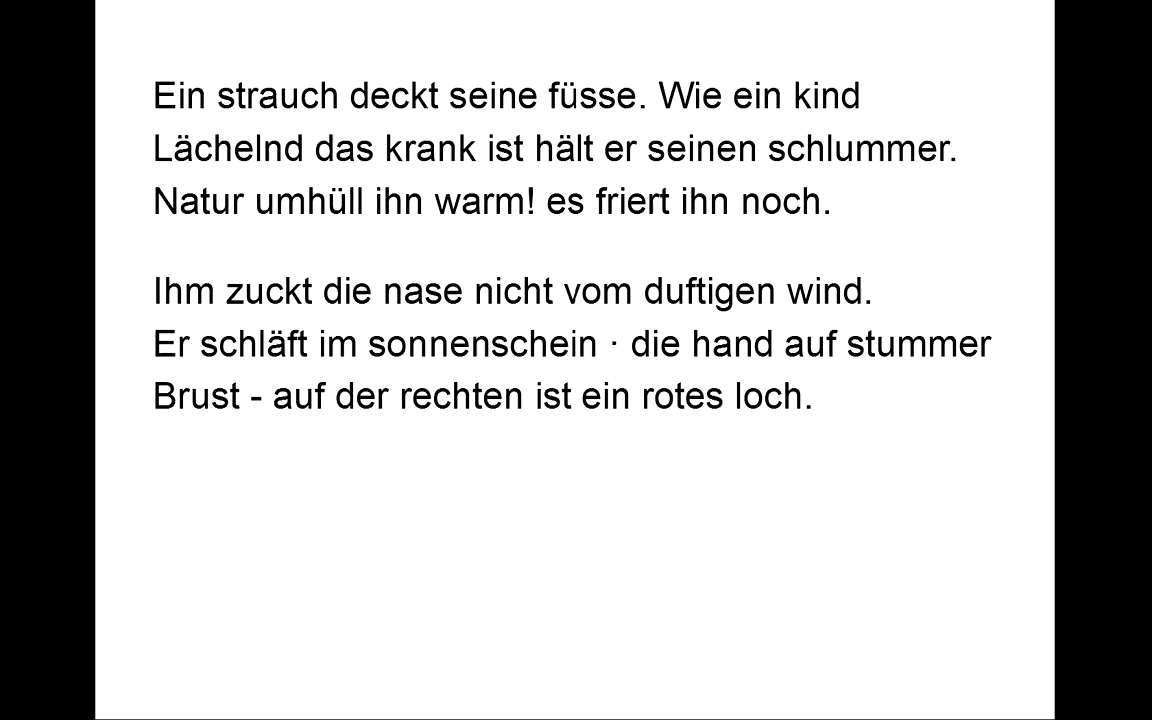 Ein strauch deckt seine füsse. Wie ein kind
Lächelnd das krank ist hält er seinen schlummer.
Natur umhüll ihn warm! es friert ihn noch.
Ihm zuckt die nase nicht vom duftigen wind.
Er schläft im sonnenschein · die hand auf stummer
Brust - auf der rechten ist ein rotes loch.